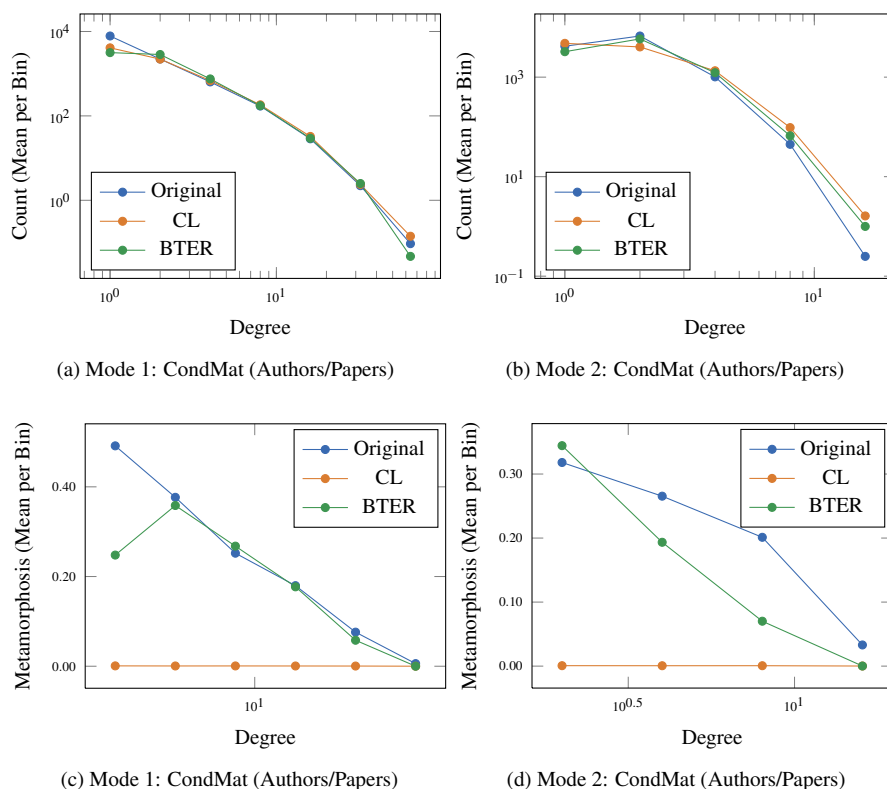 10^4
10^2
10^0
Count (Mean per Bin)
Original
CL
BTER
10^0
10^1
Degree
(a) Mode 1: CondMat (Authors/Papers)
10^3
10^1
10^−1
Count (Mean per Bin)
Original
CL
BTER
10^0
10^1
Degree
(b) Mode 2: CondMat (Authors/Papers)
0.40
0.20
0.00
Metamorphosis (Mean per Bin)
Original
CL
BTER
10^1
Degree
(c) Mode 1: CondMat (Authors/Papers)
0.30
0.20
0.10
0.00
Metamorphosis (Mean per Bin)
Original
CL
BTER
10^0.5
10^1
Degree
(d) Mode 2: CondMat (Authors/Papers)